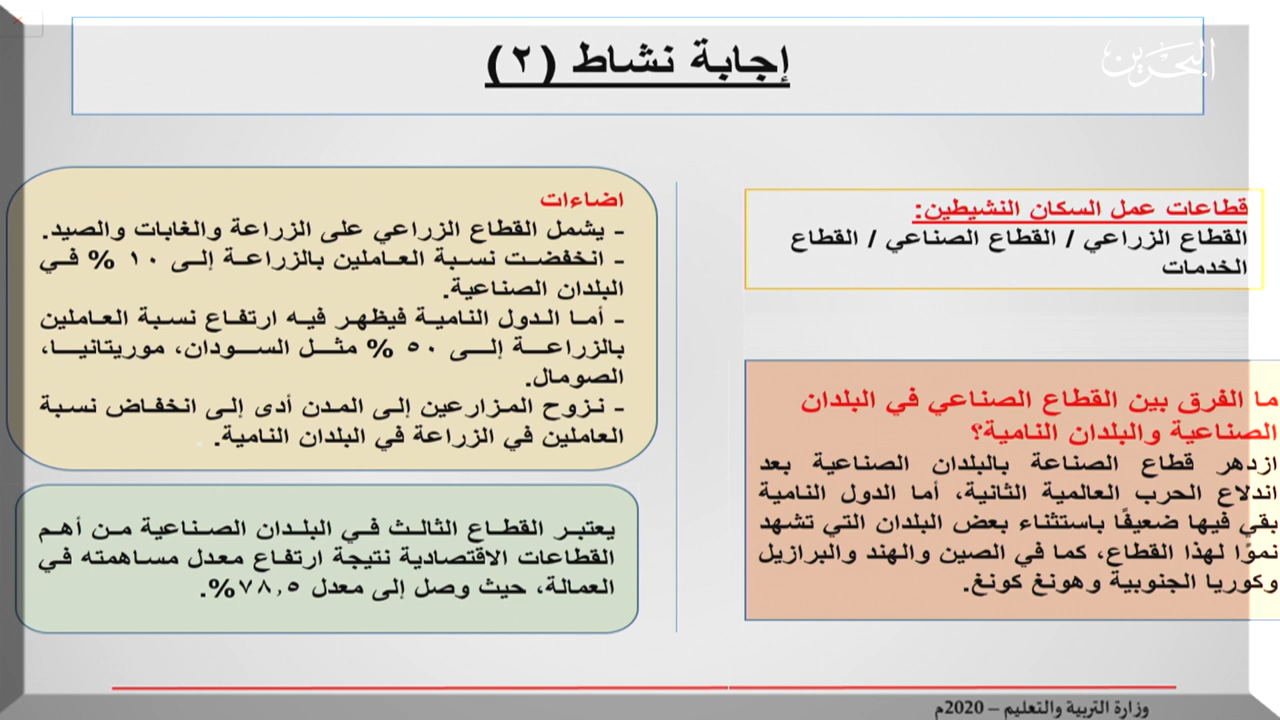 إجابة نشاط (٢)
البحرين
قطاعات عمل السكان النشيطين:
القطاع الزراعي / القطاع الصناعي / القطاع
الخدمات
ما الفرق بين القطاع الصناعي في البلدان
الصناعية والبلدان النامية؟
ازدهر قطاع الصناعة بالبلدان الصناعية بعد
اندلاع الحرب العالمية الثانية، أما الدول النامية
بقي فيها ضعيفًا باستثناء بعض البلدان التي تشهد
نموًا لهذا القطاع، كما في الصين والهند والبرازيل
وكوريا الجنوبية وهونغ كونغ.
اضاءات
- يشمل القطاع الزراعي على الزراعة والغابات والصيد.
- انخفضت نسبة العاملين بالزراعة إلى ١٠ % في
البلدان الصناعية.
- أما الدول النامية فيظهر فيه ارتفاع نسبة العاملين
بالزراعة إلى ٥٠ % مثل السودان، موريتانيا،
الصومال.
- نزوح المزارعين إلى المدن أدى إلى انخفاض نسبة
العاملين في الزراعة في البلدان النامية.
يعتبر القطاع الثالث في البلدان الصناعية من أهم
القطاعات الاقتصادية نتيجة ارتفاع معدل مساهمته في
العمالة، حيث وصل إلى معدل ٧٨,٥%.
وزارة التربية والتعليم – 2020م